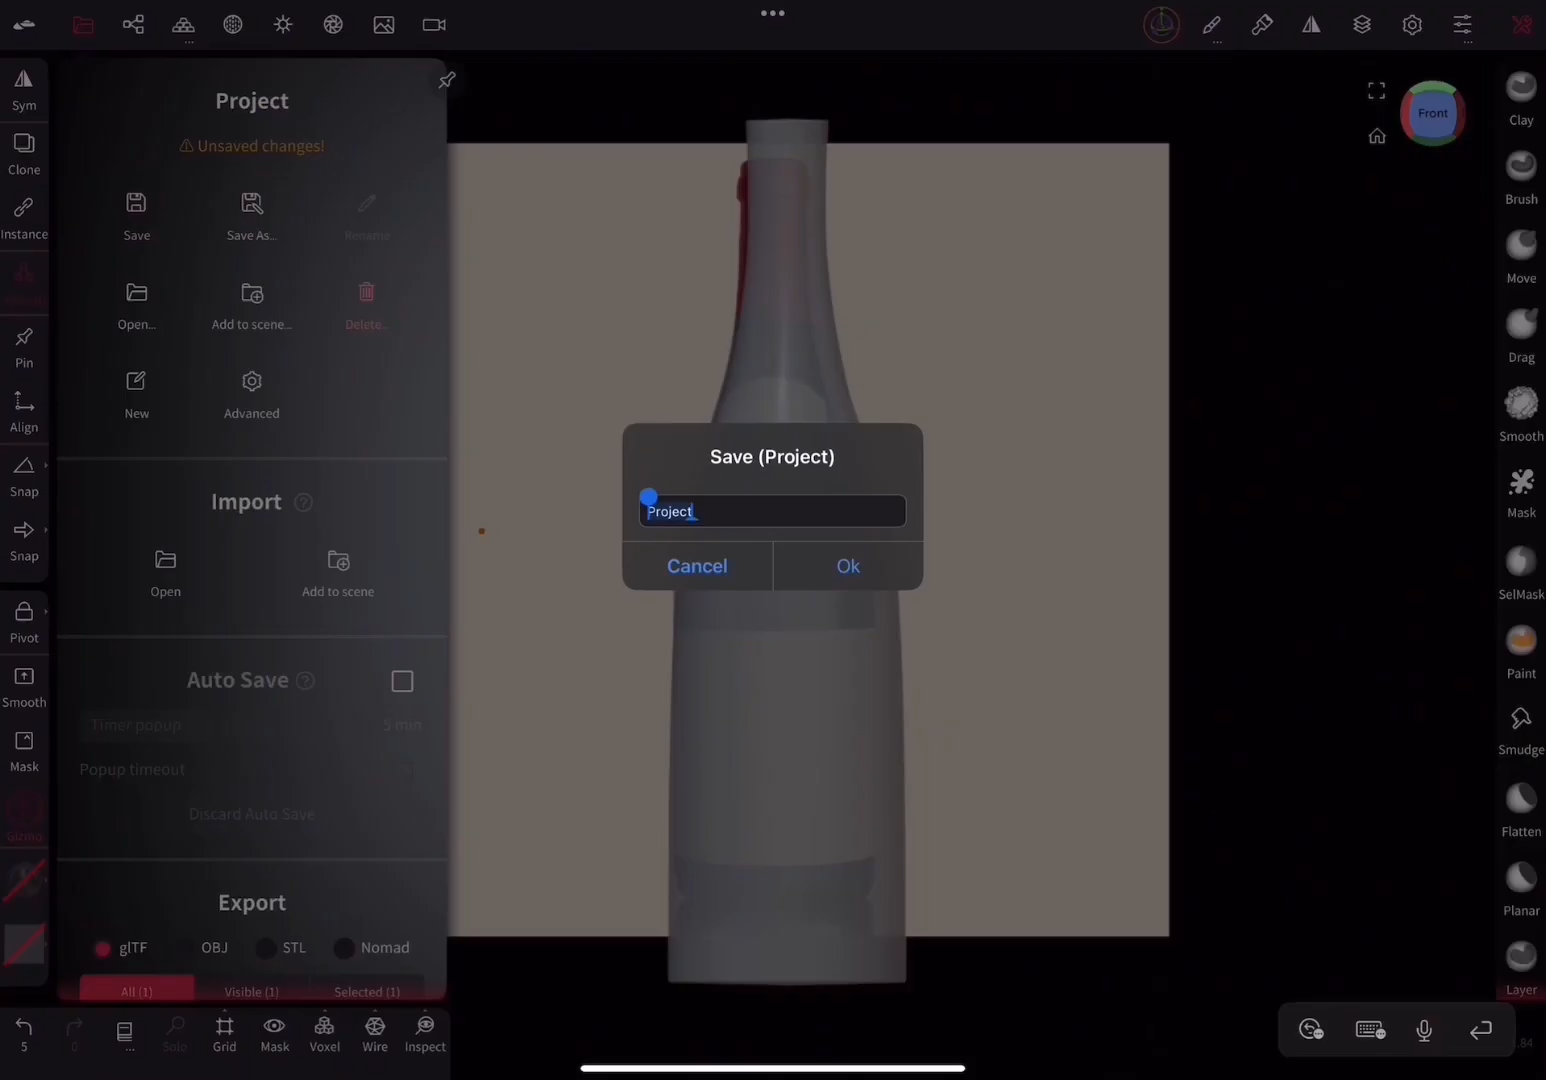 Sym
Clone
Instance
Pin
Align
Snap
Snap
Pivot
Smooth
Mask
Gizmo
Project
Unsaved changes!
Save
Save As...
Rename
Open...
Add to scene...
Delete...
New
Advanced
Import ?
Open
Add to scene
Auto Save ?
Timer popup
5 min
Popup timeout
Discard Auto Save
Export
glTF
OBJ
STL
Nomad
All (1)
Visible (1)
Selected (1)
Save (Project)
Project
Cancel
Ok
Front
Clay
Brush
Move
Drag
Smooth
Mask
SelMask
Paint
Smudge
Flatten
Planar
Layer
5
0
...
Solo
Grid
Mask
Voxel
Wire
Inspect